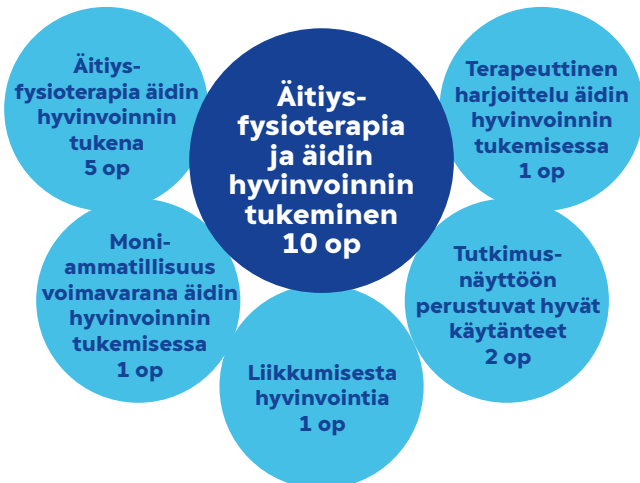 Äitiys-
fysioterapia äidin
hyvinvoinnin
tukena
5 op
Äitiys-
fysioterapia
ja äidin
hyvinvoinnin
tukeminen
10 op
Terapeuttinen
harjoittelu äidin
hyvinvoinnin
tukemisessa
1 op
Moni-
ammatillisuus
voimavarana äidin
hyvinvoinnin
tukemisessa
1 op
Liikkumisesta
hyvinvointia
1 op
Tutkimus-
näyttöön
perustuvat hyvät
käytänteet
2 op